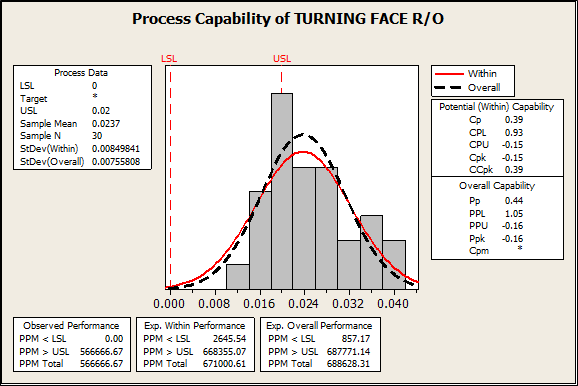 Process Capability of TURNING FACE R/O
LSL USL
Process Data
LSL 0
Target *
USL 0.02
Sample Mean 0.0237
Sample N 30
StDev(Within) 0.00849841
StDev(Overall) 0.00755808
Within
Overall
Potential (Within) Capability
Cp 0.39
CPL 0.93
CPU -0.15
Cpk -0.15
CCpk 0.39
Overall Capability
Pp 0.44
PPL 1.05
PPU -0.16
Ppk -0.16
Cpm *
0.000 0.008 0.016 0.024 0.032 0.040
Observed Performance
PPM < LSL 0.00
PPM > USL 566666.67
PPM Total 566666.67
Exp. Within Performance
PPM < LSL 2645.54
PPM > USL 668355.07
PPM Total 671000.61
Exp. Overall Performance
PPM < LSL 857.17
PPM > USL 687771.14
PPM Total 688628.31